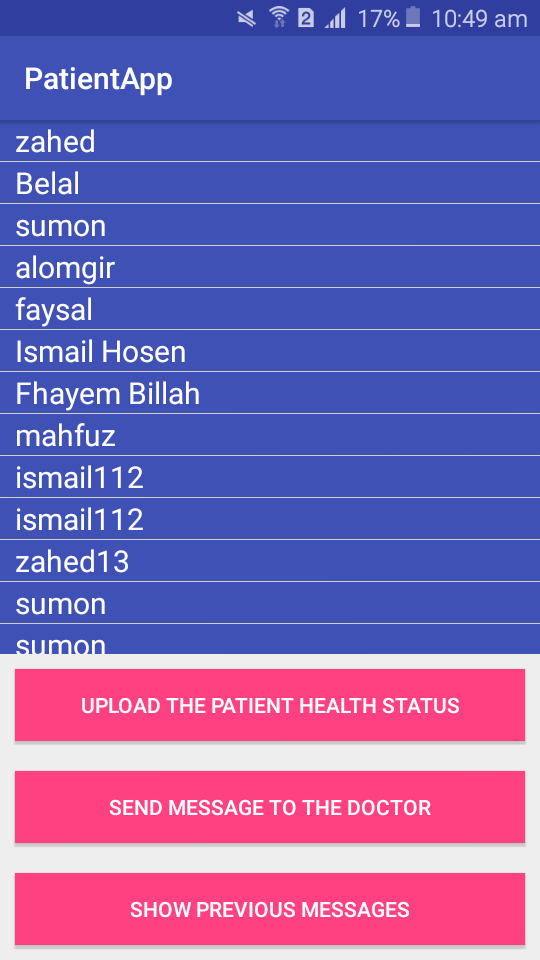 2 17% 10:49 am
PatientApp
zahed
Belal
sumon
alomgir
faysal
Ismail Hosen
Fhayem Billah
mahfuz
ismail112
ismail112
zahed13
sumon
sumon
UPLOAD THE PATIENT HEALTH STATUS
SEND MESSAGE TO THE DOCTOR
SHOW PREVIOUS MESSAGES